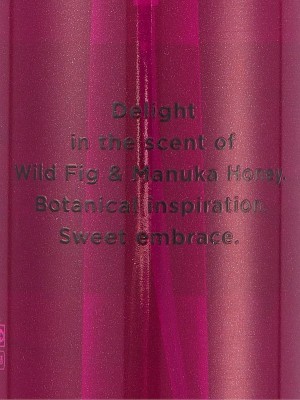 Delight
in the scent of
Wild Fig & Manuka Honey.
Botanical inspiration.
Sweet embrace.